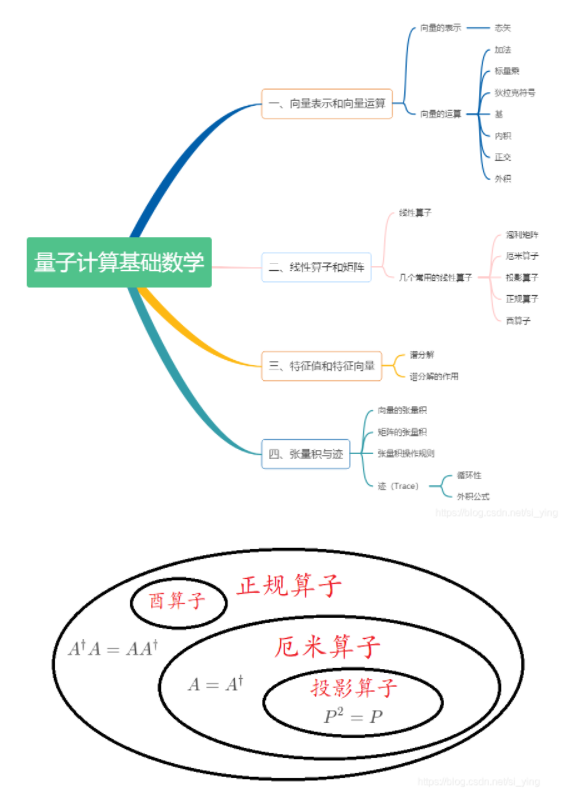 向量的表示
态矢
加法
标量乘
狄拉克符号
一、向量表示和向量运算
向量的运算
基
内积
正交
外积
量子计算基础数学
线性算子
二、线性算子和矩阵
几个常用的线性算子
泡利矩阵
厄米算子
投影算子
正规算子
酉算子
三、特征值和特征向量
谱分解
谱分解的作用
四、张量积与迹
向量的张量积
矩阵的张量积
张量积操作规则
迹（Trace）
循环性
外积公式
https://blog.csdn.net/si_ying
正规算子
酉算子
A†A = AA†
厄米算子
A = A†
投影算子
P² = P
https://blog.csdn.net/si_ying